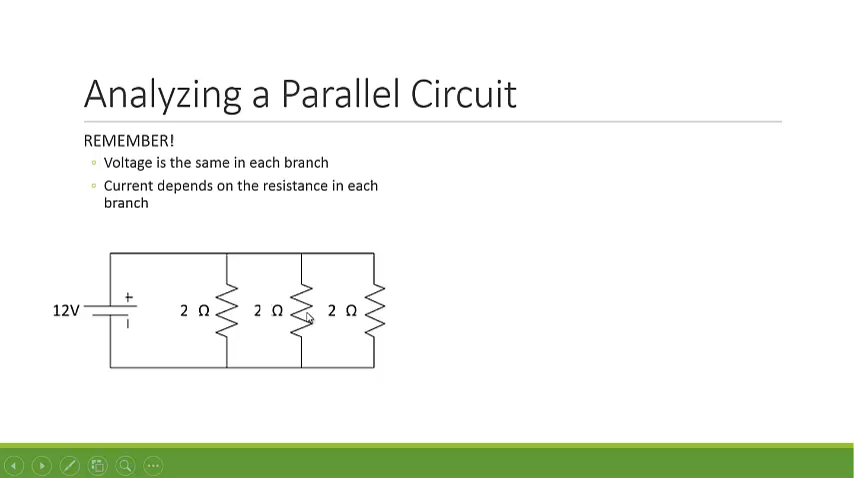 Analyzing a Parallel Circuit
REMEMBER!
Voltage is the same in each branch
Current depends on the resistance in each
branch
+
12V 2 Ω 2 Ω 2 Ω
−